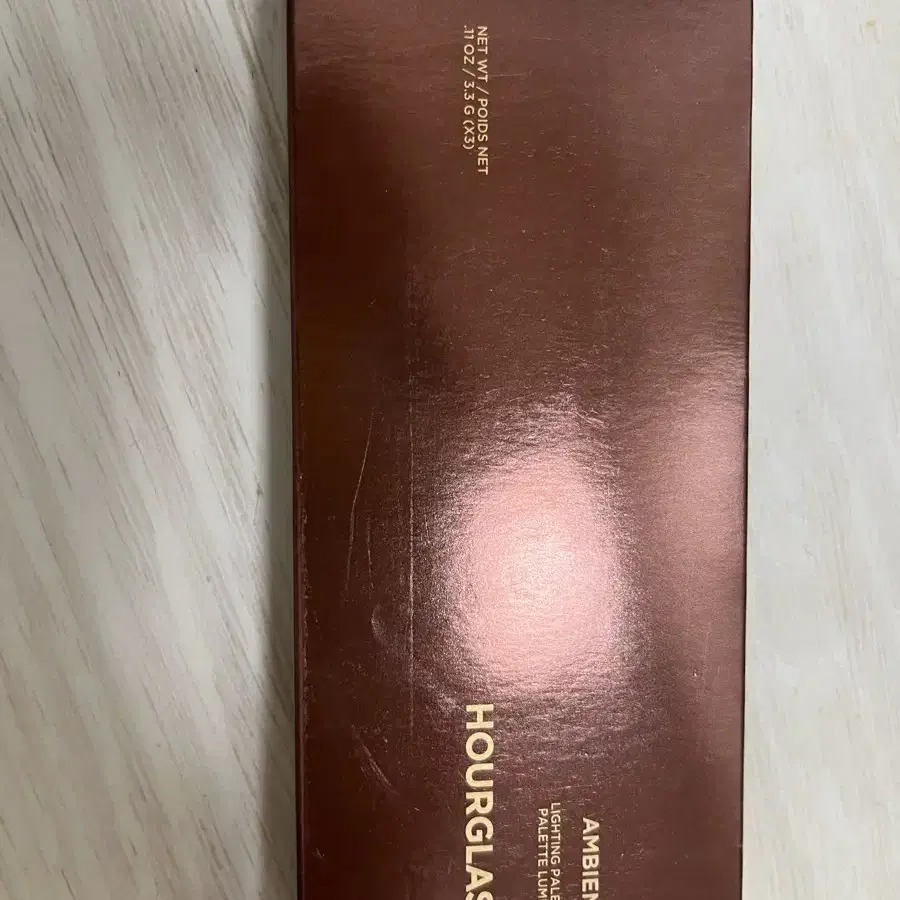 AMBIEN
LIGHTING PALE
PALETTE LUM
HOURGLAS
NET WT / POIDS NET
.11 OZ / 3.3 G (X3)